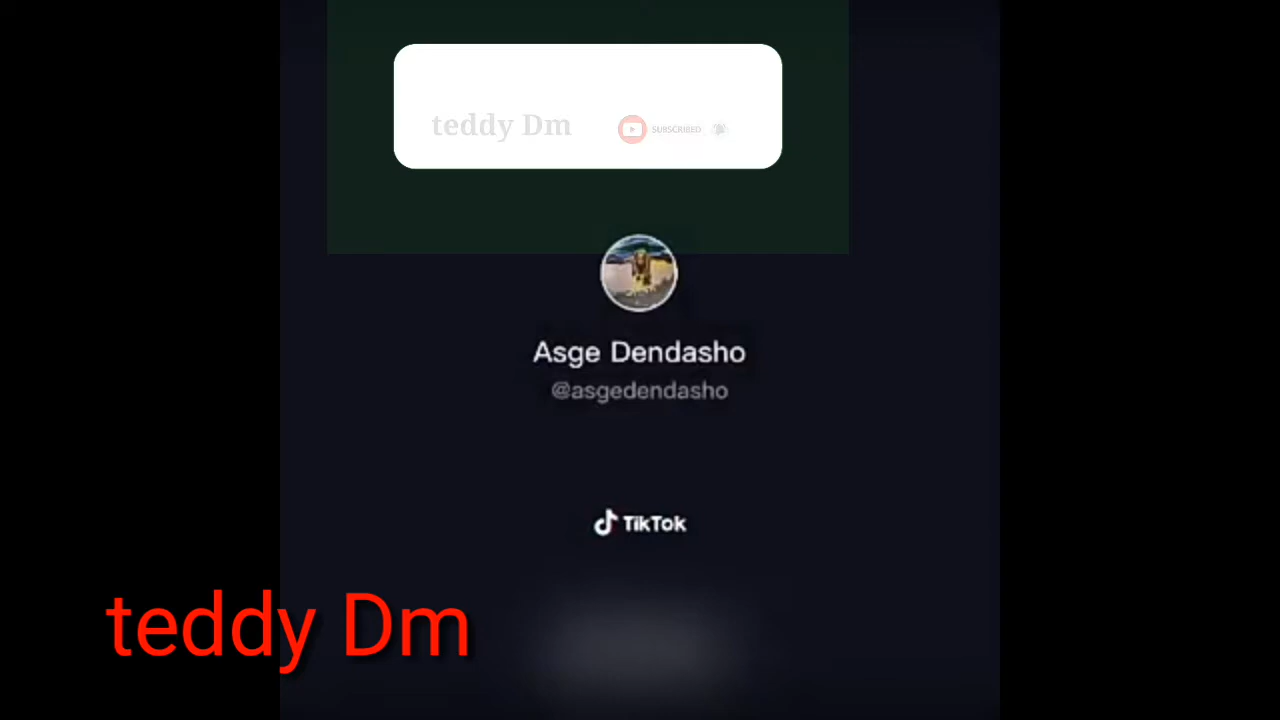 teddy Dm SUBSCRIBED
Asge Dendasho
@asgedendasho
TikTok
teddy Dm